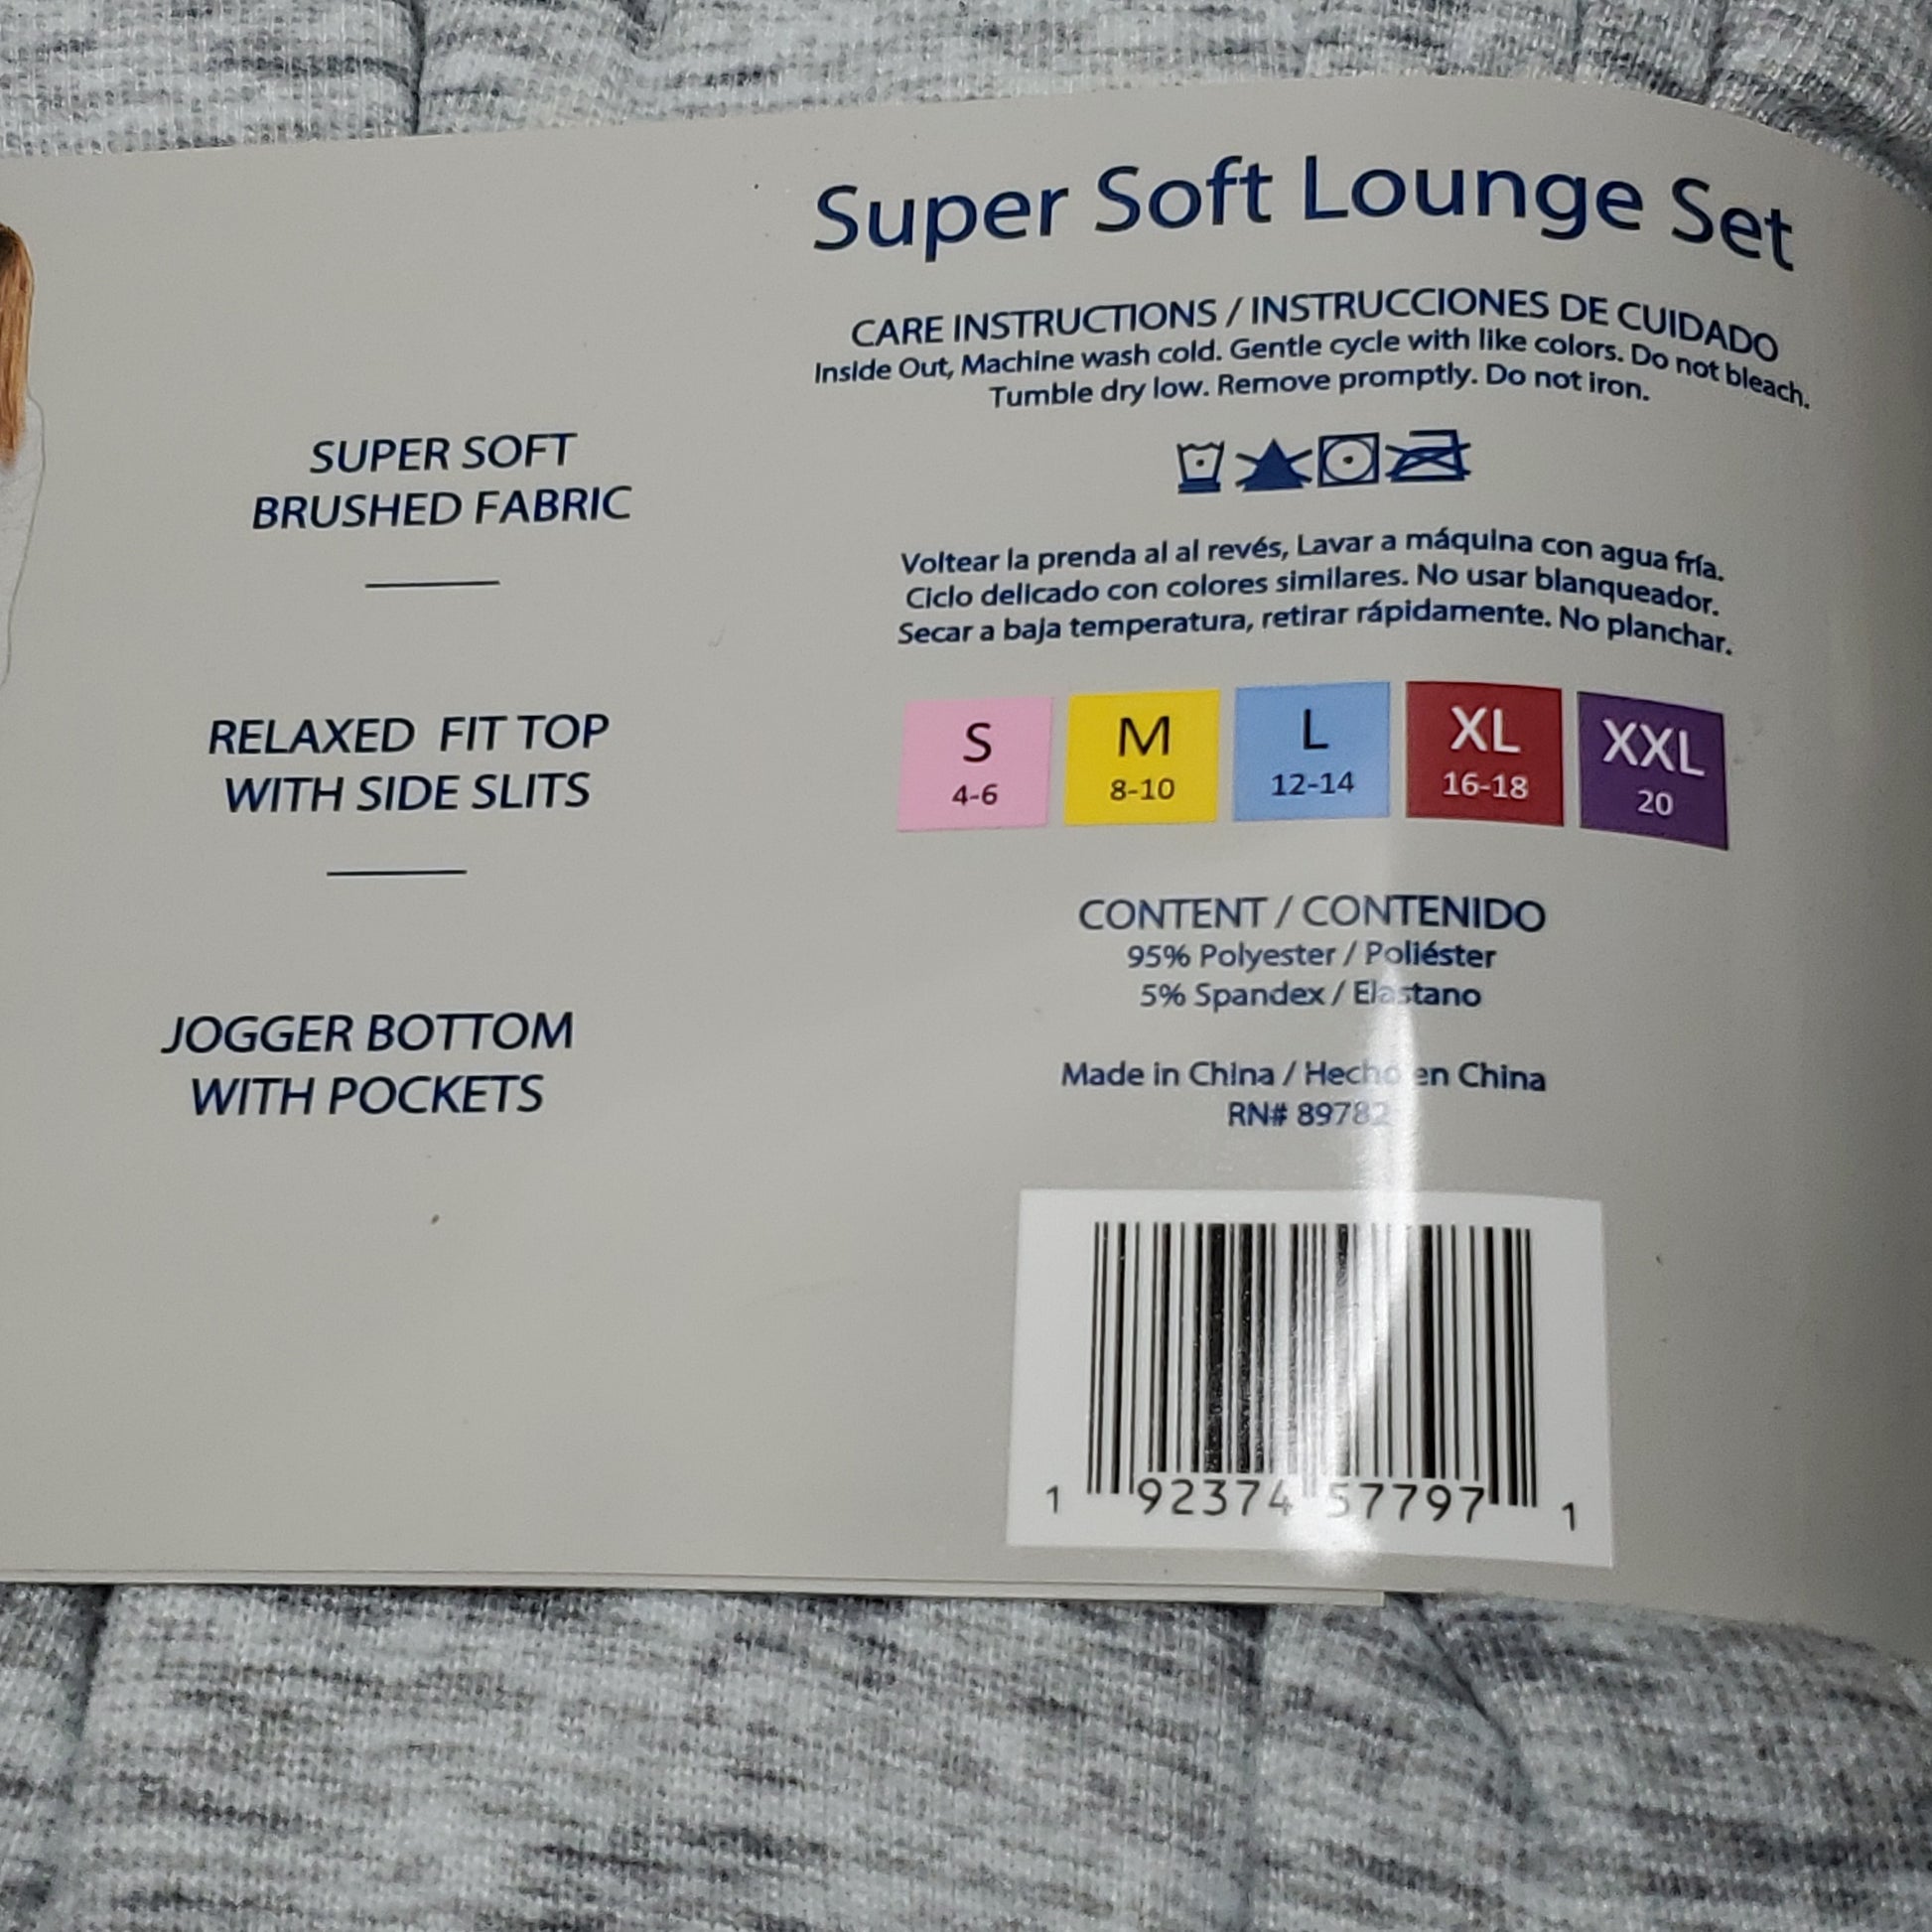 SUPER SOFT
BRUSHED FABRIC
RELAXED FIT TOP
WITH SIDE SLITS
JOGGER BOTTOM
WITH POCKETS
Super Soft Lounge Set
CARE INSTRUCTIONS / INSTRUCCIONES DE CUIDADO
Inside Out, Machine wash cold. Gentle cycle with like colors. Do not bleach.
Tumble dry low. Remove promptly. Do not iron.
Voltear la prenda al al revés, Lavar a máquina con agua fría.
Ciclo delicado con colores similares. No usar blanqueador.
Secar a baja temperatura, retirar rápidamente. No planchar.
S M L XL XXL
4-6 8-10 12-14 16-18 20
CONTENT / CONTENIDO
95% Polyester / Poliéster
5% Spandex / Elastano
Made in China / Hecho en China
RN# 89782
1 92374 57797 1